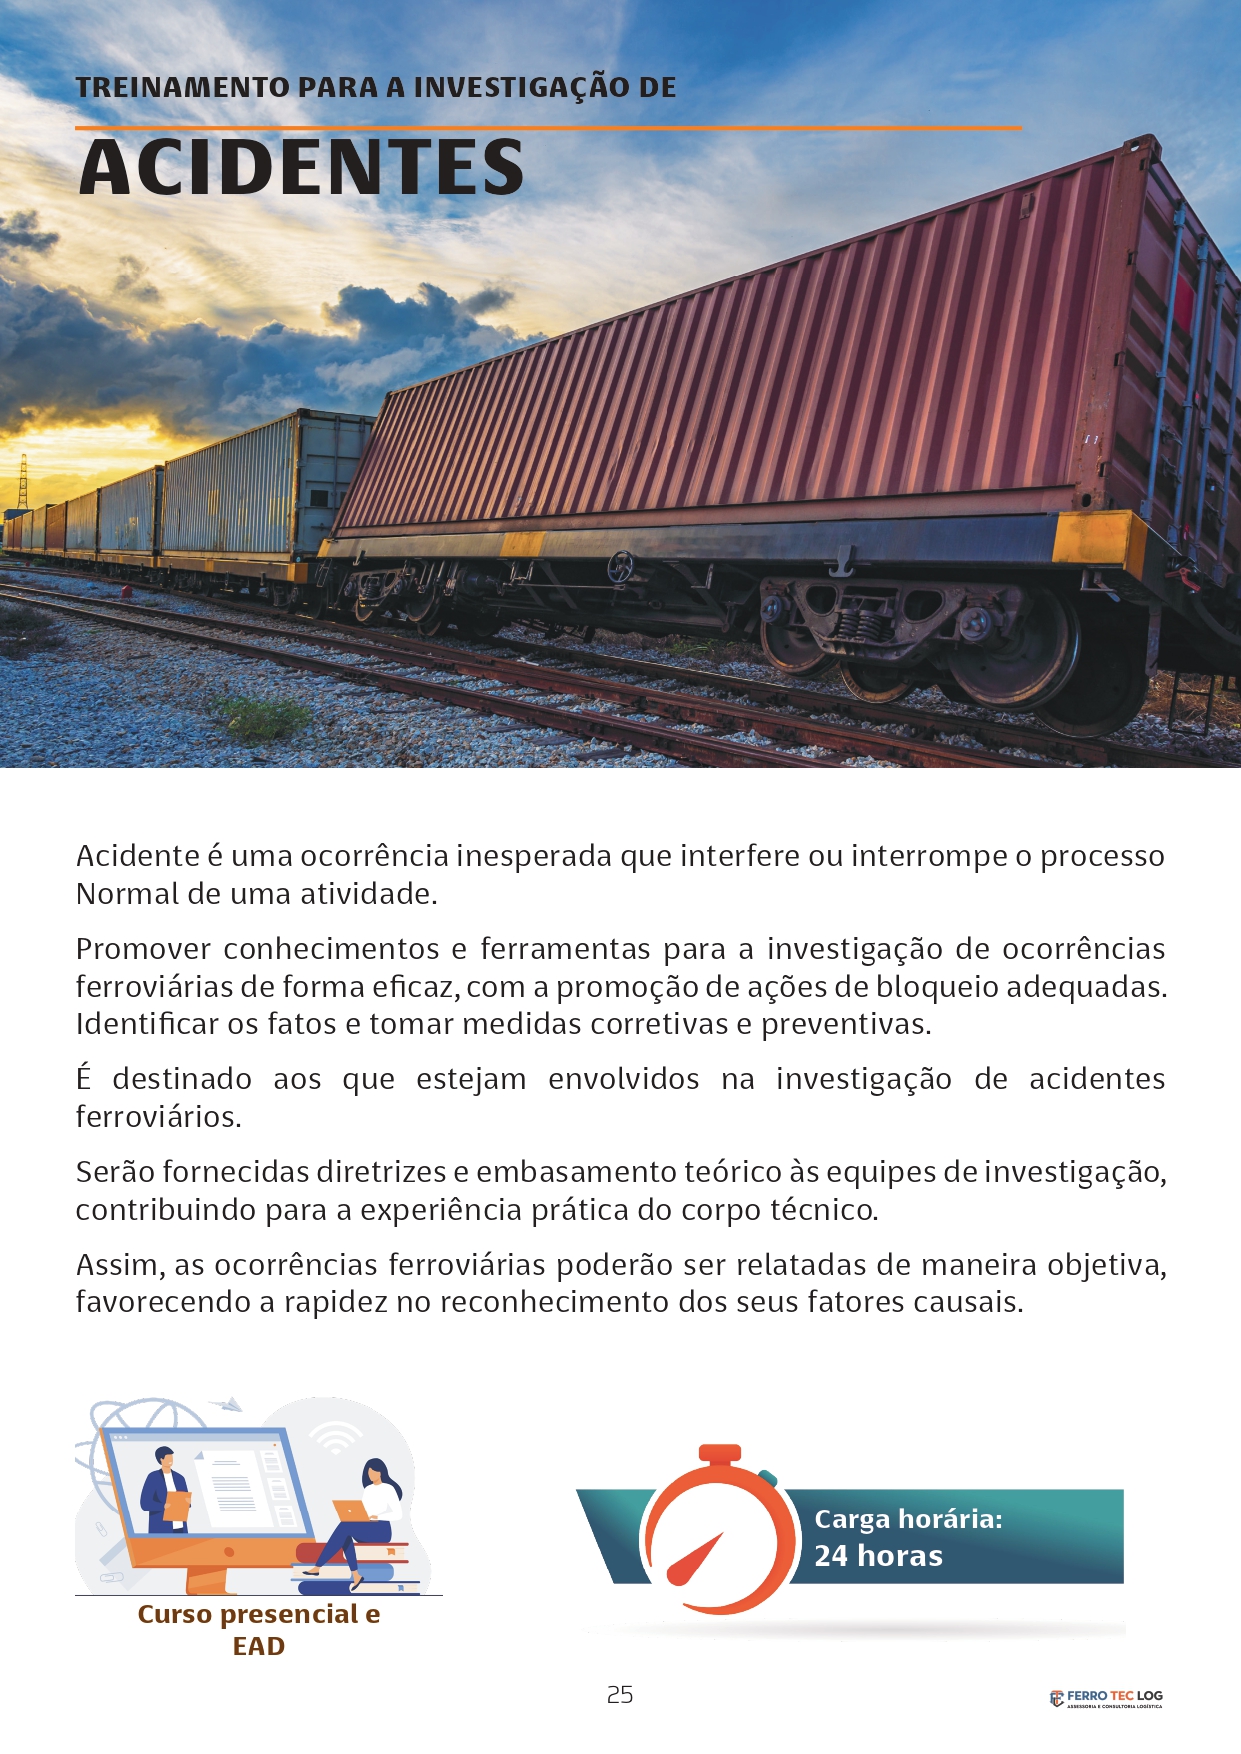 TREINAMENTO PARA A INVESTIGAÇÃO DE
ACIDENTES
Acidente é uma ocorrência inesperada que interfere ou interrompe o processo
Normal de uma atividade.
Promover conhecimentos e ferramentas para a investigação de ocorrências
ferroviárias de forma eficaz, com a promoção de ações de bloqueio adequadas.
Identificar os fatos e tomar medidas corretivas e preventivas.
É destinado aos que estejam envolvidos na investigação de acidentes
ferroviários.
Serão fornecidas diretrizes e embasamento teórico às equipes de investigação,
contribuindo para a experiência prática do corpo técnico.
Assim, as ocorrências ferroviárias poderão ser relatadas de maneira objetiva,
favorecendo a rapidez no reconhecimento dos seus fatores causais.
Carga horária:
24 horas
Curso presencial e
EAD
25
FERRO TEC LOG
ASSESSORIA E CONSULTORIA LOGÍSTICA